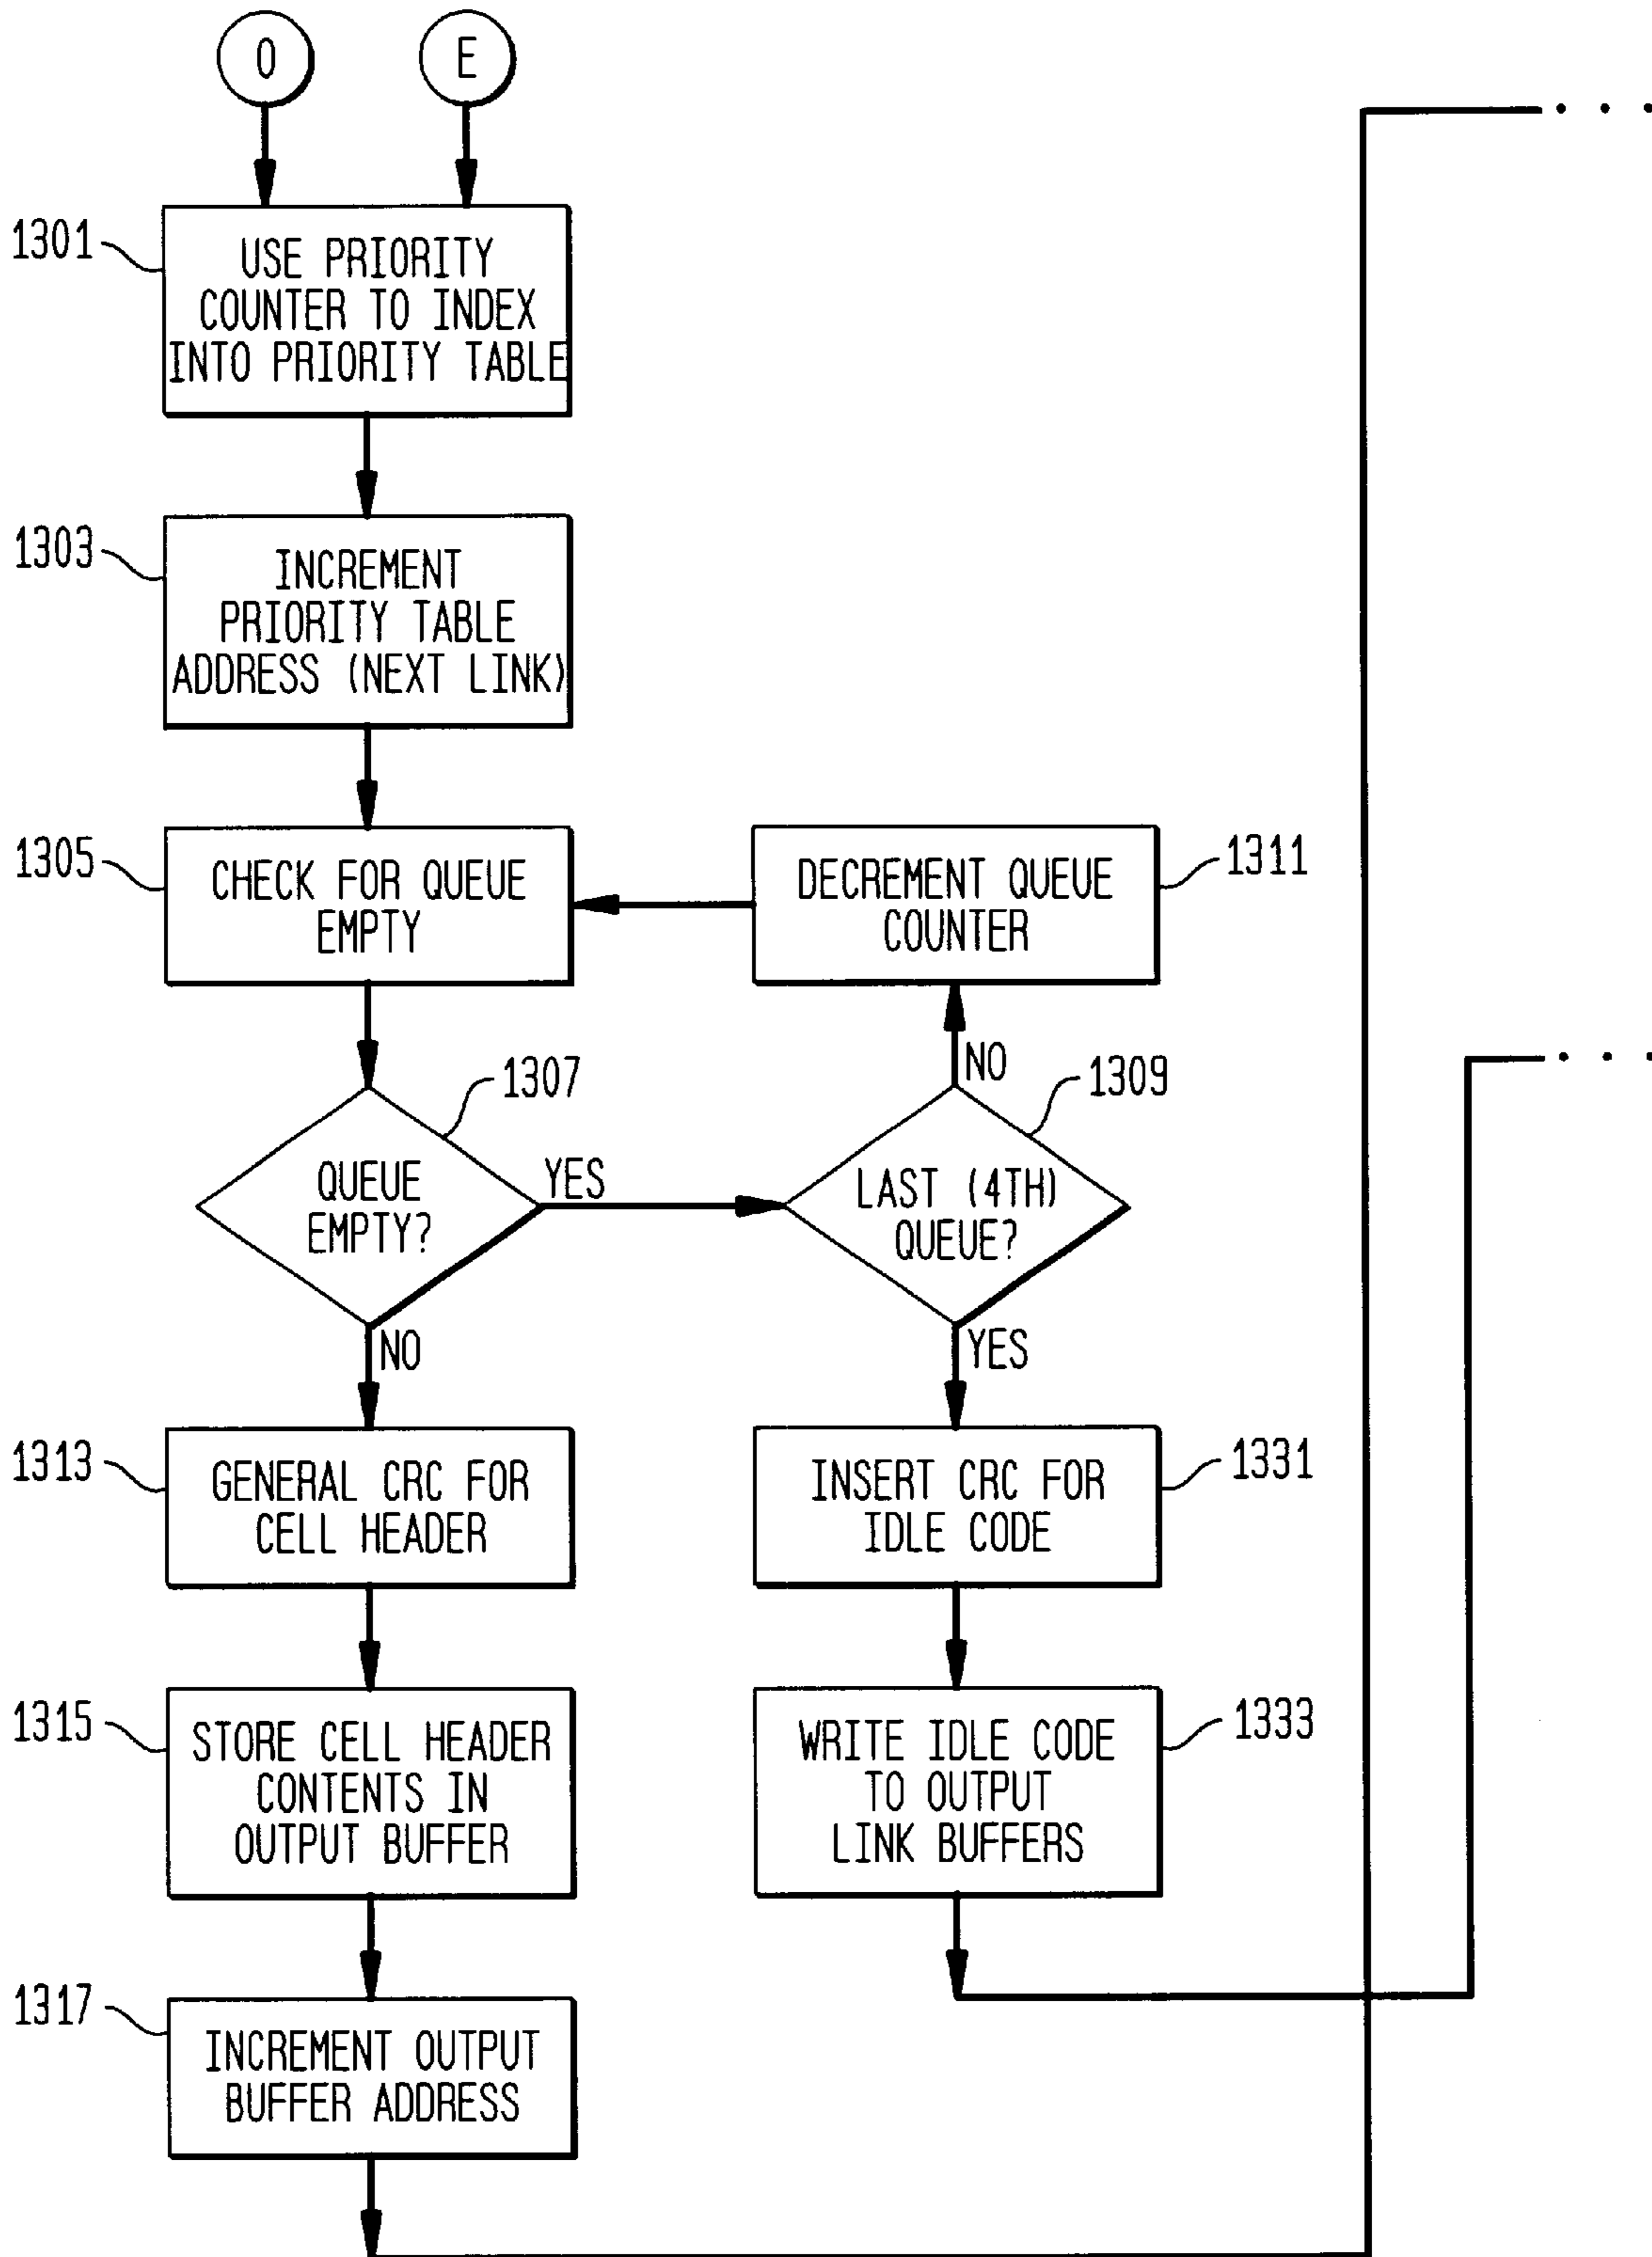 O
E
1301
USE PRIORITY
COUNTER TO INDEX
INTO PRIORITY TABLE
1303
INCREMENT
PRIORITY TABLE
ADDRESS (NEXT LINK)
1305
CHECK FOR QUEUE
EMPTY
DECREMENT QUEUE
COUNTER
1311
1307
QUEUE
EMPTY?
YES
NO
1309
LAST (4TH)
QUEUE?
NO
YES
1313
GENERAL CRC FOR
CELL HEADER
INSERT CRC FOR
IDLE CODE
1331
1315
STORE CELL HEADER
CONTENTS IN
OUTPUT BUFFER
WRITE IDLE CODE
TO OUTPUT
LINK BUFFERS
1333
1317
INCREMENT OUTPUT
BUFFER ADDRESS